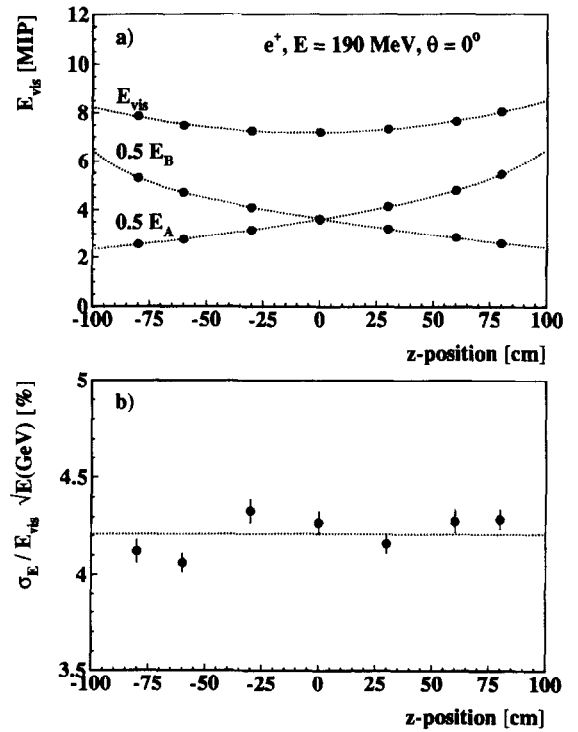 E_vis [MIP]
12
10
8
6
4
2
0
a)
e⁺, E = 190 MeV, θ = 0°
E_vis
0.5 E_B
0.5 E_A
-100 -75 -50 -25 0 25 50 75 100
z-position [cm]
σ_E / E_vis √E(GeV) [%]
5
4.5
4
3.5
b)
-100 -75 -50 -25 0 25 50 75 100
z-position [cm]